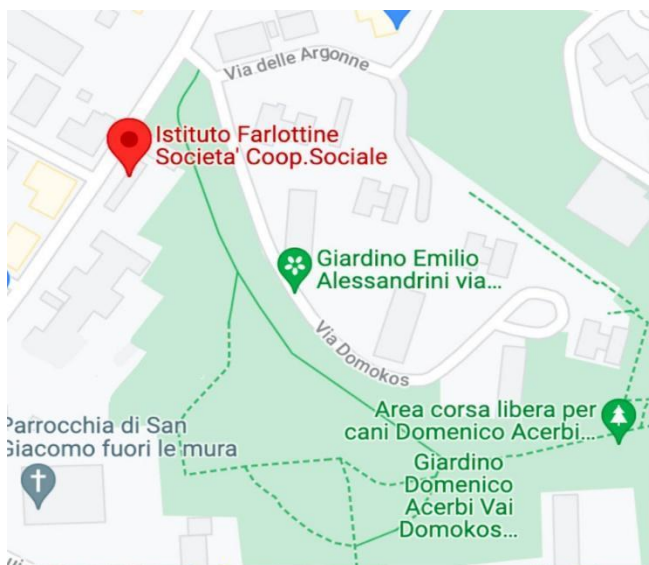 Via delle Argonne
Istituto Farlottine
Societa' Coop.Sociale
Giardino Emilio
Alessandrini via...
Via Domokos
Area corsa libera per
cani Domenico Acerbi...
Parrocchia di San
Giacomo fuori le mura
Giardino
Domenico
Acerbi Vai
Domokos...